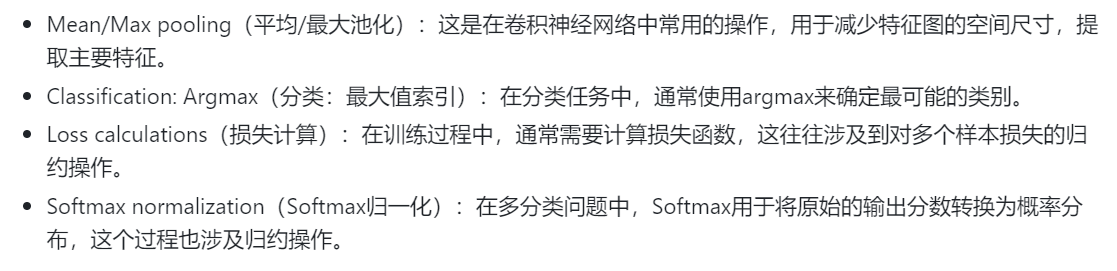 • Mean/Max pooling（平均/最大池化）：这是在卷积神经网络中常用的操作，用于减少特征图的空间尺寸，提
取主要特征。
• Classification: Argmax（分类：最大值索引）：在分类任务中，通常使用argmax来确定最可能的类别。
• Loss calculations（损失计算）：在训练过程中，通常需要计算损失函数，这往往涉及到对多个样本损失的归
约操作。
• Softmax normalization（Softmax归一化）：在多分类问题中，Softmax用于将原始的输出分数转换为概率分
布，这个过程也涉及归约操作。